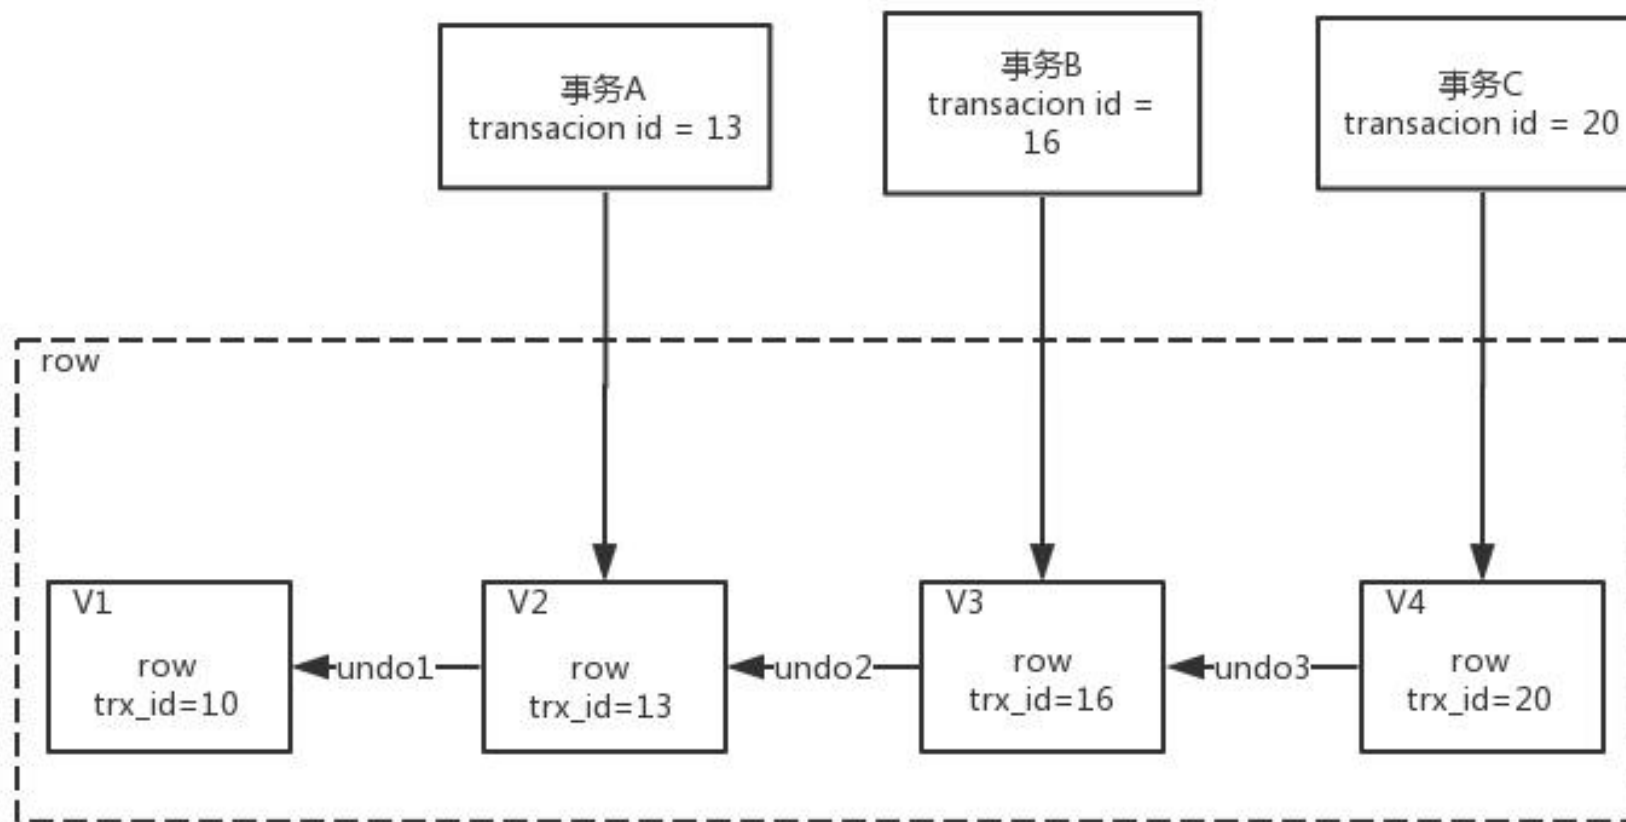 事务A
transacion id = 13
事务B
transacion id =
16
事务C
transacion id = 20
row
V1
row
trx_id=10
undo1
V2
row
trx_id=13
undo2
V3
row
trx_id=16
undo3
V4
row
trx_id=20